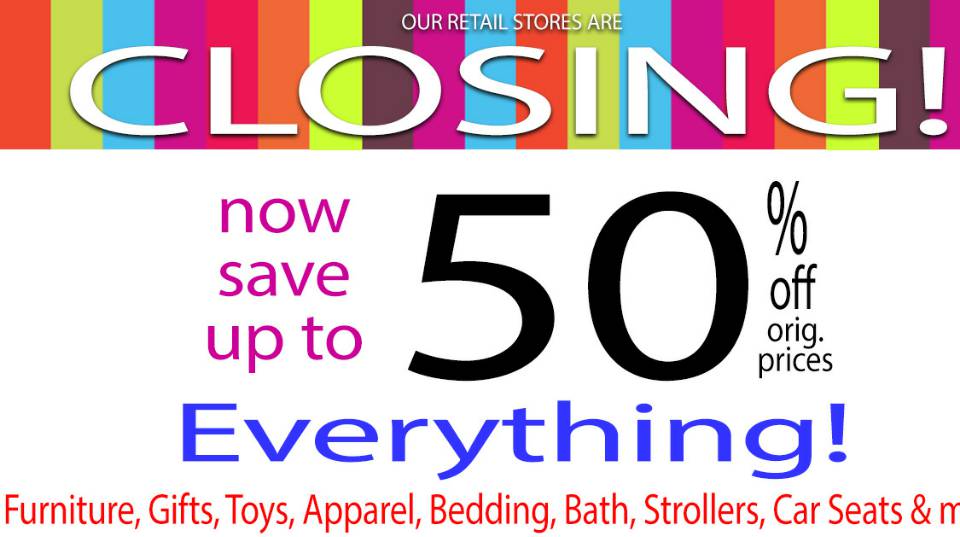 OUR RETAIL STORES ARE
CLOSING!
now
save
up to
50
%
off
orig.
prices
Everything!
Furniture, Gifts, Toys, Apparel, Bedding, Bath, Strollers, Car Seats &